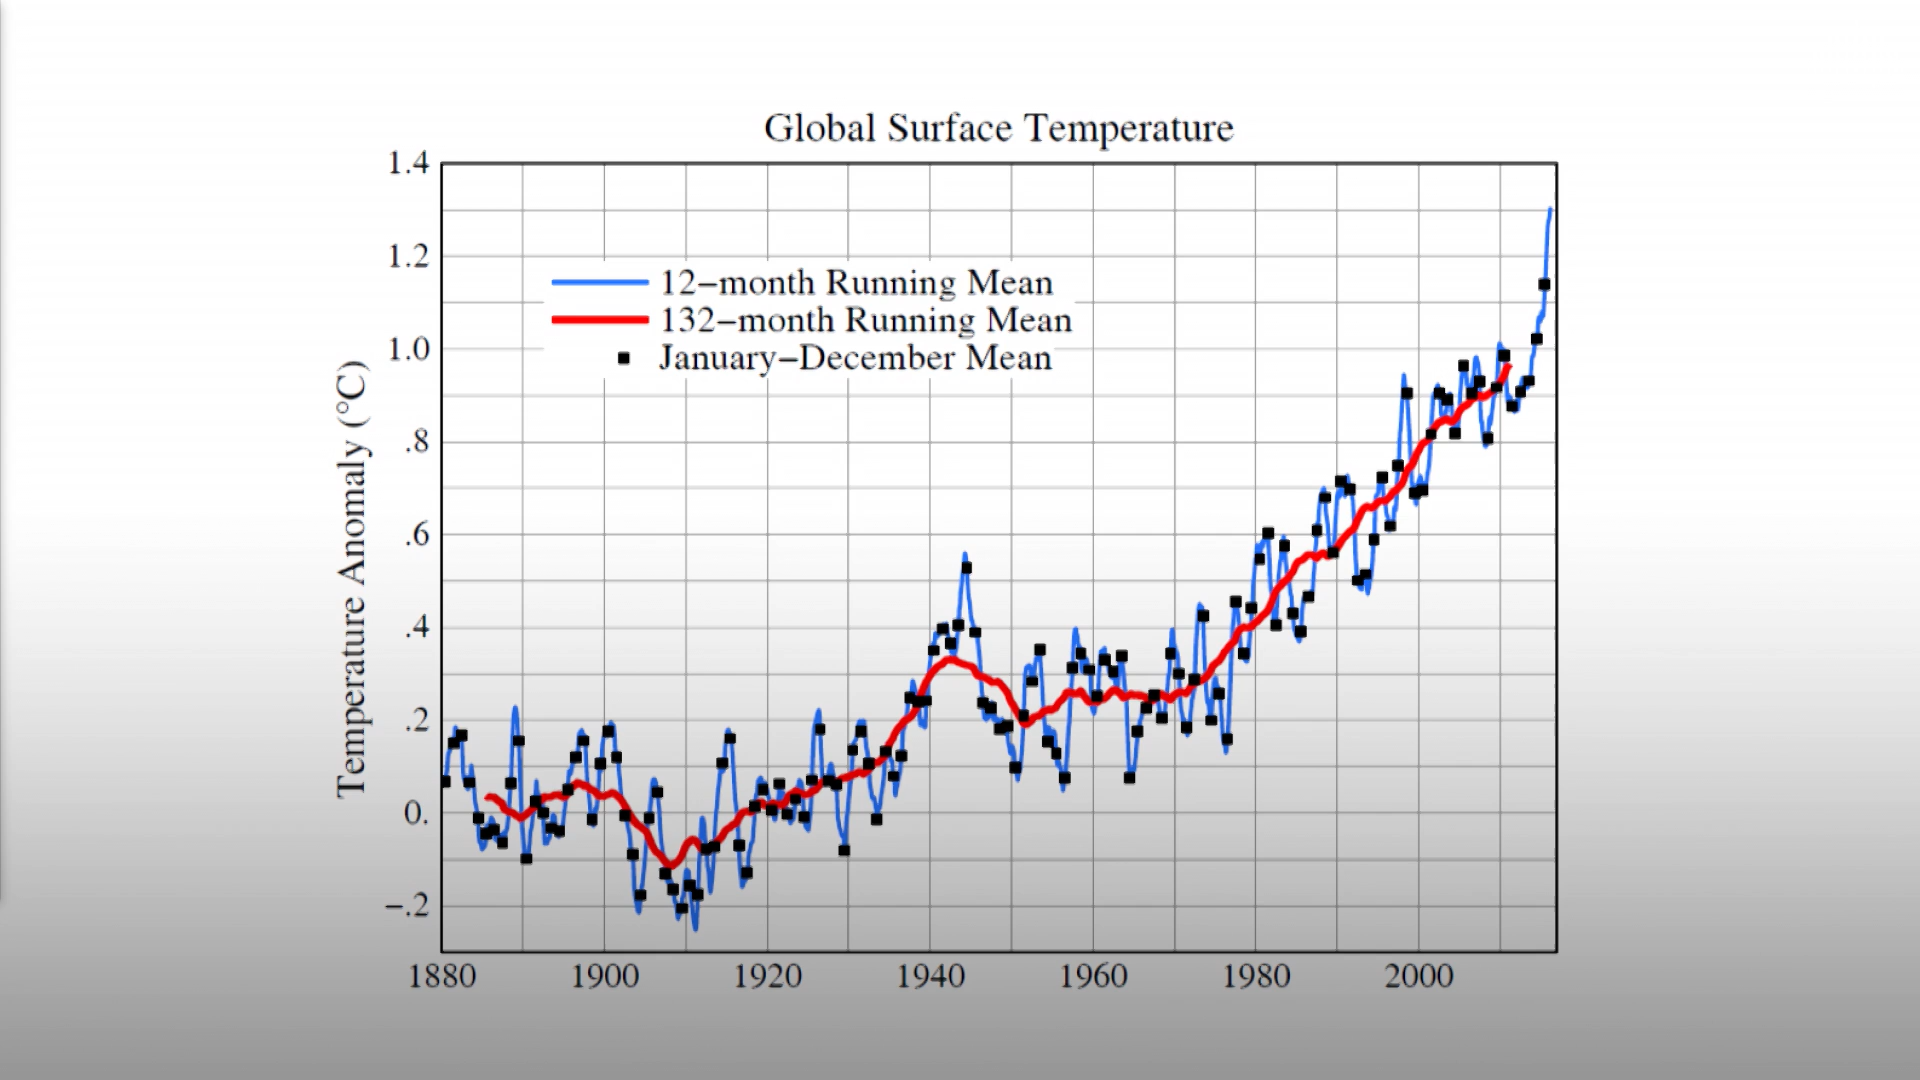 Global Surface Temperature
1.4
1.2
1.0
.8
.6
.4
.2
0.
−.2
Temperature Anomaly (°C)
12−month Running Mean
132−month Running Mean
January−December Mean
1880 1900 1920 1940 1960 1980 2000